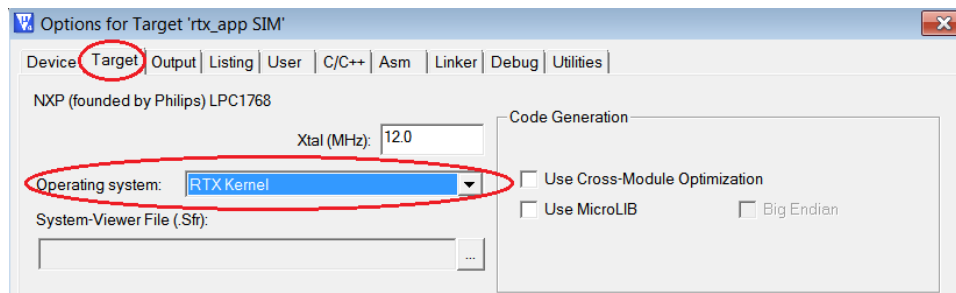 Options for Target 'rtx_app SIM'
Device Target Output Listing User C/C++ Asm Linker Debug Utilities
NXP (founded by Philips) LPC1768
Xtal (MHz): 12.0
Operating system: RTX Kernel
System-Viewer File (.Sfr):
...
Code Generation
Use Cross-Module Optimization
Use MicroLIB Big Endian